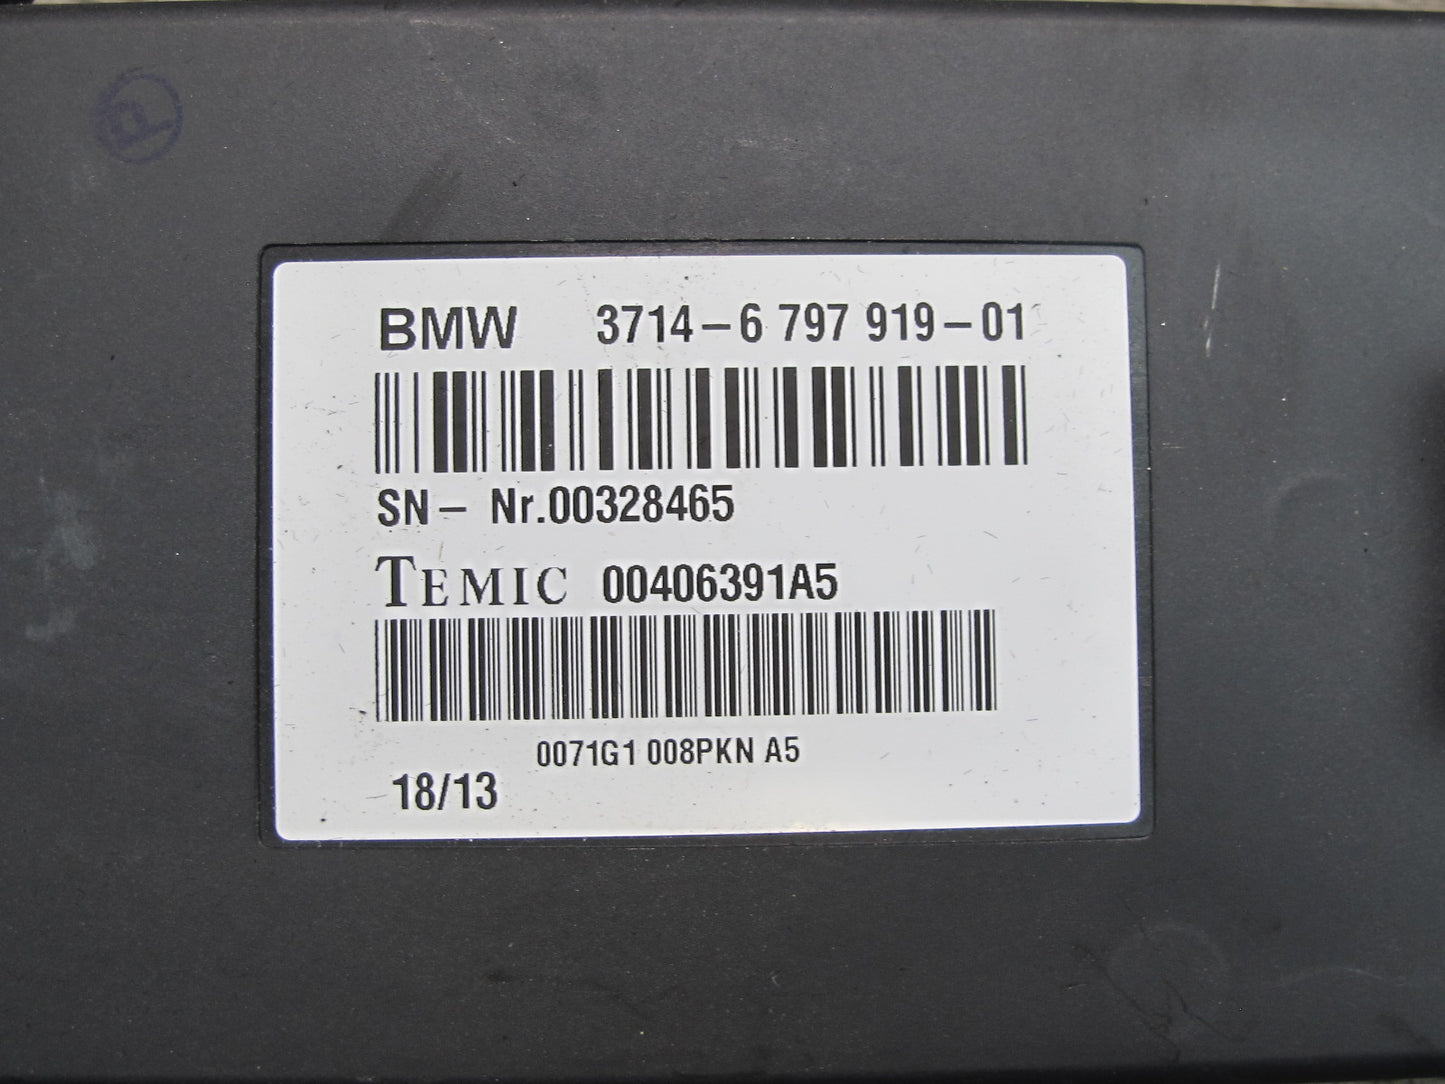 BMW 3714-6 797 919-01
SN- Nr.00328465
TEMIC 00406391A5
0071G1 008PKN A5
18/13